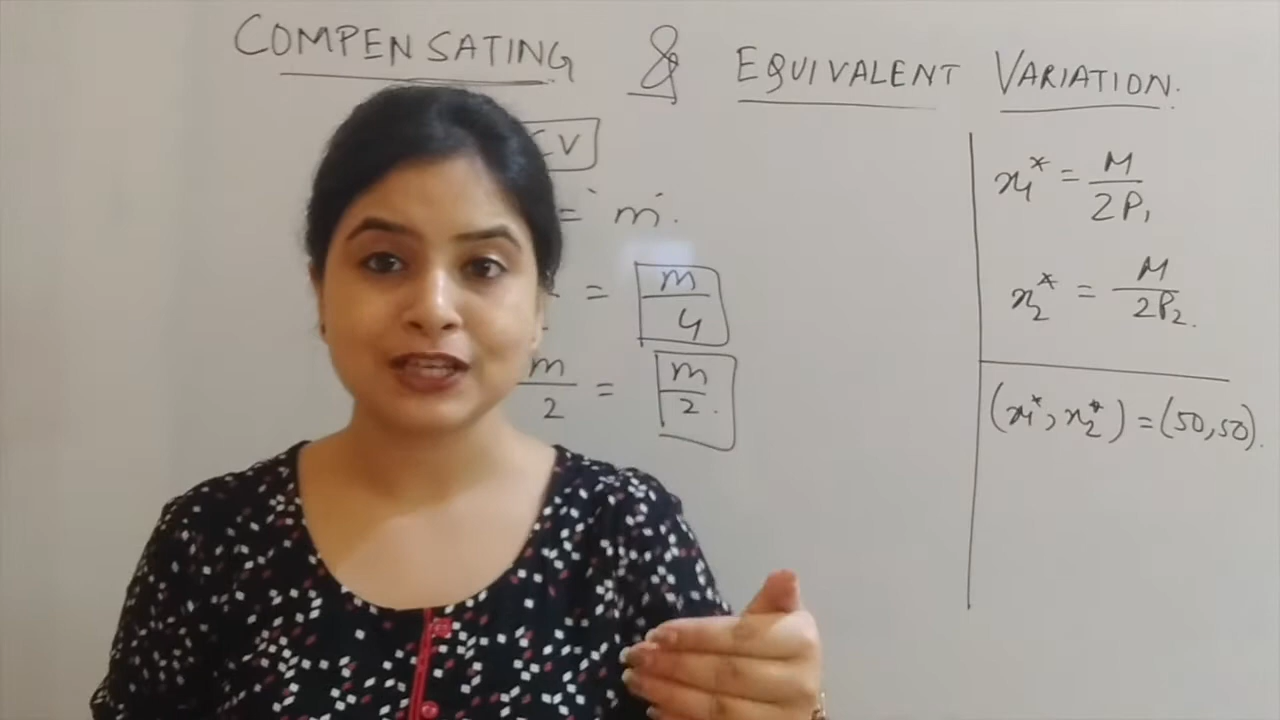 COMPENSATING & EQUIVALENT VARIATION.
CV
= m.
= m/4
m/2 = m/2.
x₁* = M/2P₁
x₂* = M/2P₂.
(x₁*, x₂*) = (50,50).